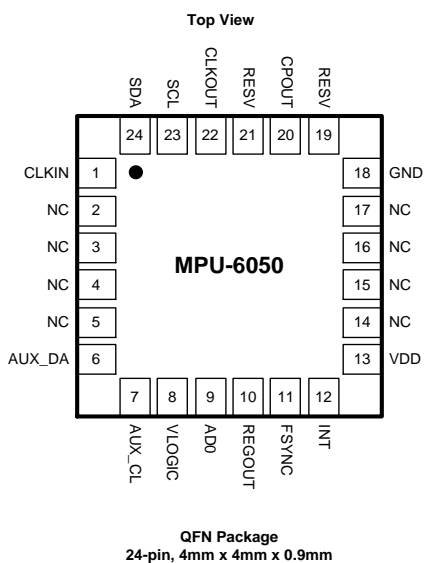 Top View
SDA
SCL
CLKOUT
RESV
CPOUT
RESV
24
23
22
21
20
19
CLKIN 1
18 GND
NC 2
17 NC
NC 3
16 NC
MPU-6050
NC 4
15 NC
NC 5
14 NC
AUX_DA 6
13 VDD
7
8
9
10
11
12
AUX_CL
VLOGIC
AD0
REGOUT
FSYNC
INT
QFN Package
24-pin, 4mm x 4mm x 0.9mm